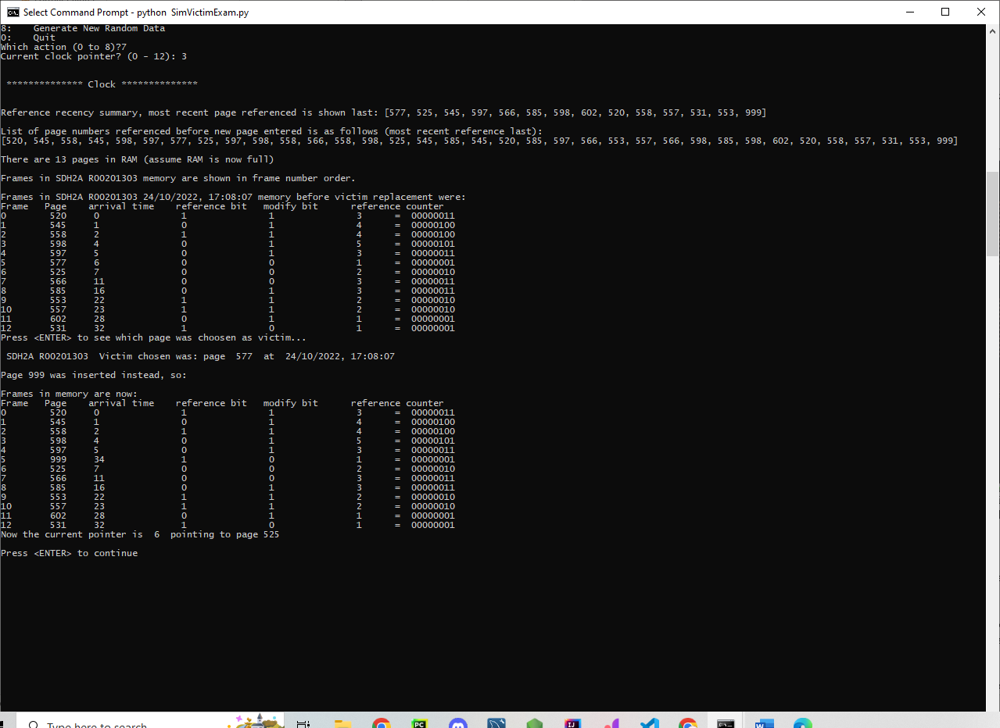 Select Command Prompt - python  SimVictimExam.py
8:    Generate New Random Data
0:    Quit
Which action (0 to 8)?7
Current clock pointer? (0 - 12): 3
************** Clock **************
Reference recency summary, most recent page referenced is shown last: [577, 525, 545, 597, 566, 585, 598, 602, 520, 558, 557, 531, 553, 999]
List of page numbers referenced before new page entered is as follows (most recent reference last):
[520, 545, 558, 545, 598, 597, 577, 525, 597, 598, 558, 566, 558, 598, 525, 545, 585, 545, 520, 585, 597, 566, 553, 557, 566, 598, 585, 598, 602, 520, 558, 557, 531, 553, 999]
There are 13 pages in RAM (assume RAM is now full)
Frames in SDH2A R00201303 memory are shown in frame number order.
Frames in SDH2A R00201303 24/10/2022, 17:08:07 memory before victim replacement were:
Frame   Page    arrival time    reference bit   modify bit      reference counter
0        520     0               1               1               3      =  00000011
1        545     1               0               1               4      =  00000100
2        558     2               1               1               4      =  00000100
3        598     4               0               1               5      =  00000101
4        597     5               0               1               3      =  00000011
5        577     6               0               0               1      =  00000001
6        525     7               0               0               2      =  00000010
7        566     11              0               0               3      =  00000011
8        585     16              0               1               3      =  00000011
9        553     22              1               1               2      =  00000010
10       557     23              1               1               2      =  00000010
11       602     28              0               1               1      =  00000001
12       531     32              1               0               1      =  00000001
Press <ENTER> to see which page was choosen as victim...
SDH2A R00201303  Victim chosen was: page  577  at  24/10/2022, 17:08:07
Page 999 was inserted instead, so:
Frames in memory are now:
Frame   Page    arrival time    reference bit   modify bit      reference counter
0        520     0               1               1               3      =  00000011
1        545     1               0               1               4      =  00000100
2        558     2               1               1               4      =  00000100
3        598     4               0               1               5      =  00000101
4        597     5               0               1               3      =  00000011
5        999     34              1               0               1      =  00000001
6        525     7               0               0               2      =  00000010
7        566     11              0               0               3      =  00000011
8        585     16              0               1               3      =  00000011
9        553     22              1               1               2      =  00000010
10       557     23              1               1               2      =  00000010
11       602     28              0               1               1      =  00000001
12       531     32              1               0               1      =  00000001
Now the current pointer is  6  pointing to page 525
Press <ENTER> to continue
Type here to search